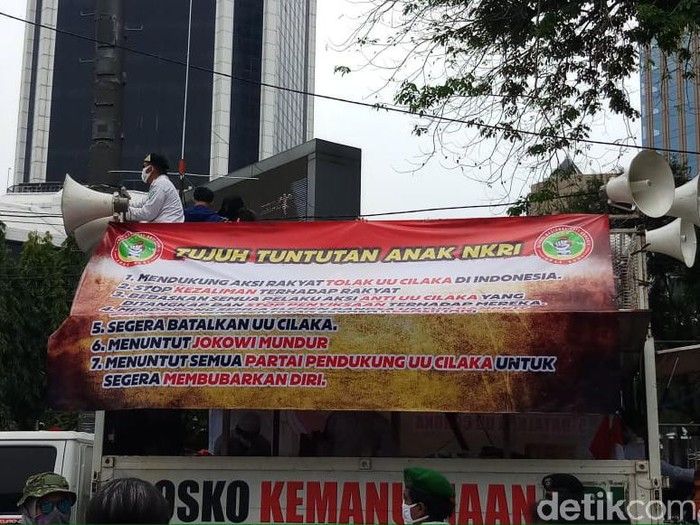 TUJUH TUNTUTAN ANAK NKRI
1. MENDUKUNG AKSI RAKYAT TOLAK UU CILAKA DI INDONESIA.
2. STOP KEZALIMAN TERHADAP RAKYAT
3. BEBASKAN SEMUA PELAKU AKSI ANTI UU CILAKA YANG
TERHADAP MEREKA.
5. SEGERA BATALKAN UU CILAKA.
6. MENUNTUT JOKOWI MUNDUR
7. MENUNTUT SEMUA PARTAI PENDUKUNG UU CILAKA UNTUK
SEGERA MEMBUBARKAN DIRI.
OSKO KEMANUSIAAN
detikcom